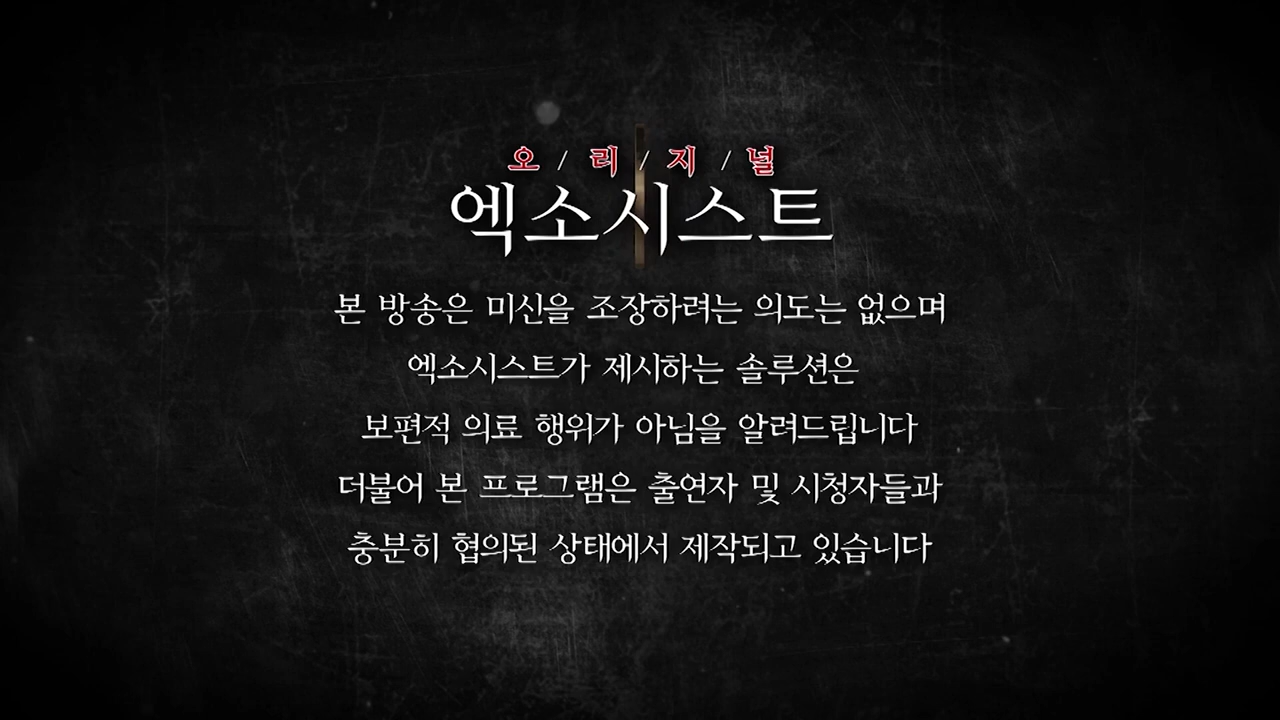 오/리/지/널
엑소시스트
본 방송은 미신을 조장하려는 의도는 없으며
엑소시스트가 제시하는 솔루션은
보편적 의료 행위가 아님을 알려드립니다
더불어 본 프로그램은 출연자 및 시청자들과
충분히 협의된 상태에서 제작되고 있습니다